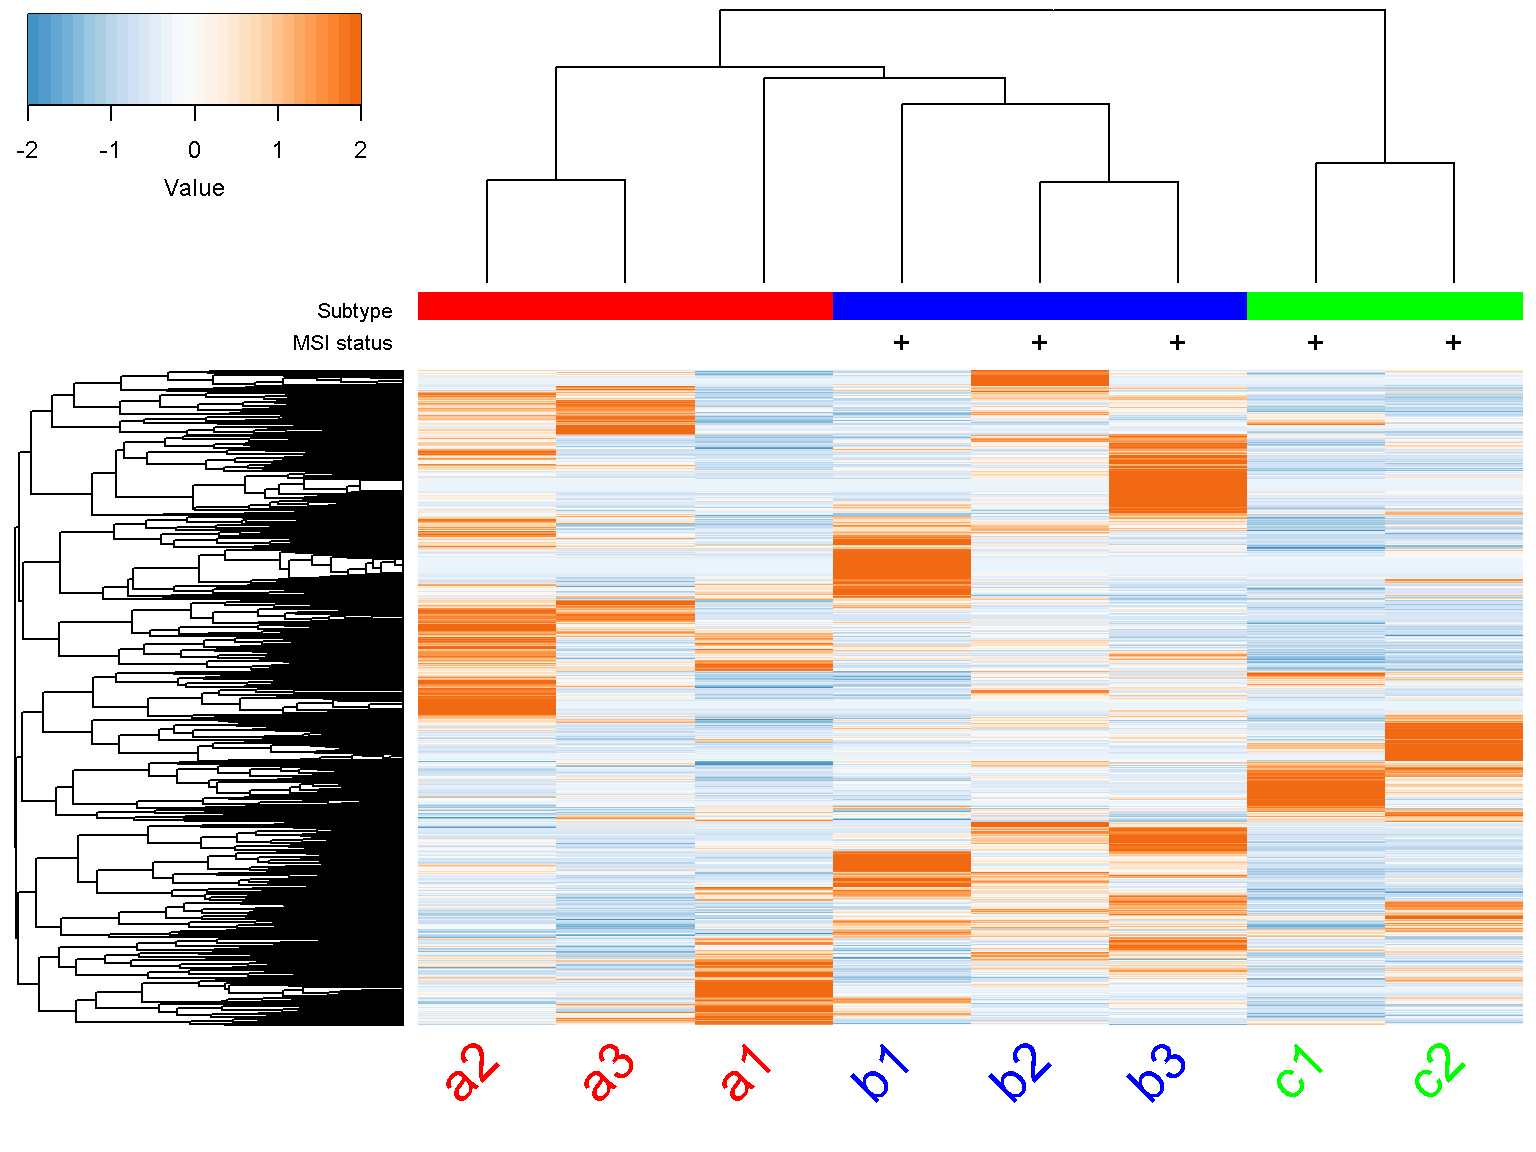 -2 -1 0 1 2
Value
Subtype
MSI status + + + + +
a2 a3 a1 b1 b2 b3 c1 c2